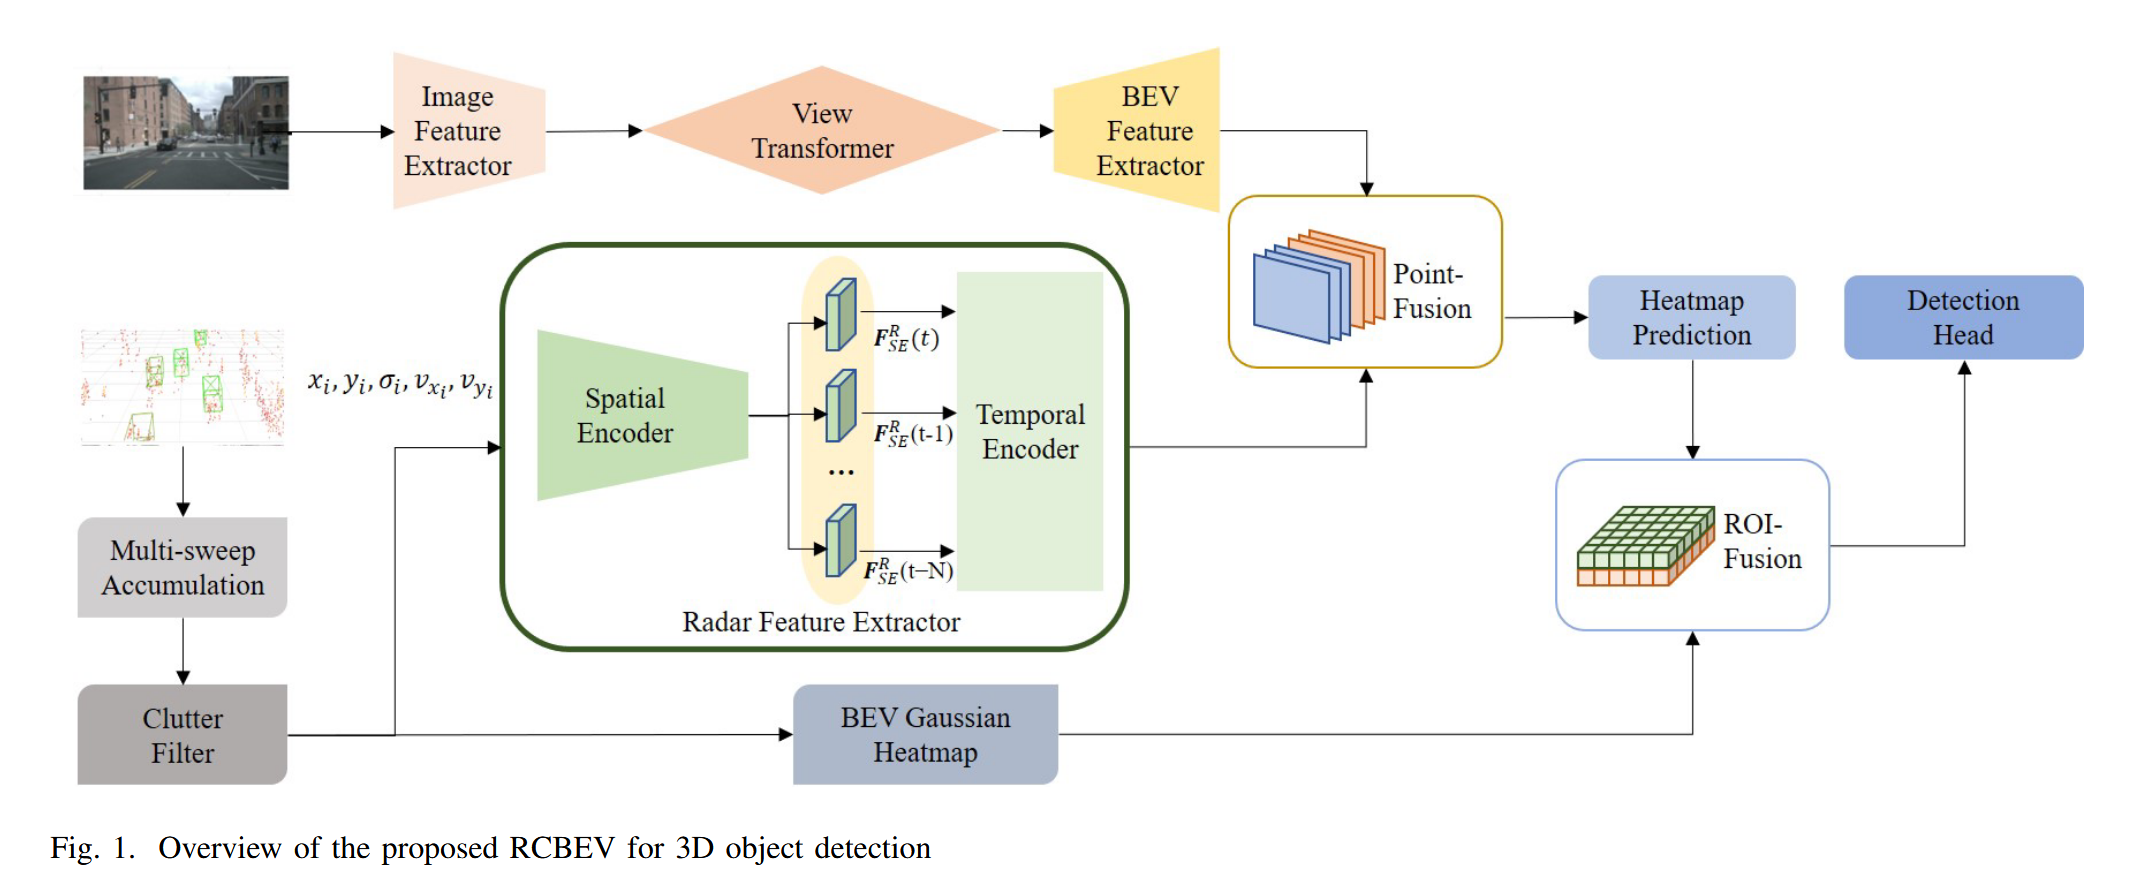 Image
Feature
Extractor
View
Transformer
BEV
Feature
Extractor
Point-
Fusion
Heatmap
Prediction
Detection
Head
x_i, y_i, σ_i, v_{x_i}, v_{y_i}
Spatial
Encoder
F_{SE}^R(t)
F_{SE}^R(t-1)
...
F_{SE}^R(t−N)
Temporal
Encoder
Radar Feature Extractor
ROI-
Fusion
Multi-sweep
Accumulation
Clutter
Filter
BEV Gaussian
Heatmap
Fig. 1. Overview of the proposed RCBEV for 3D object detection